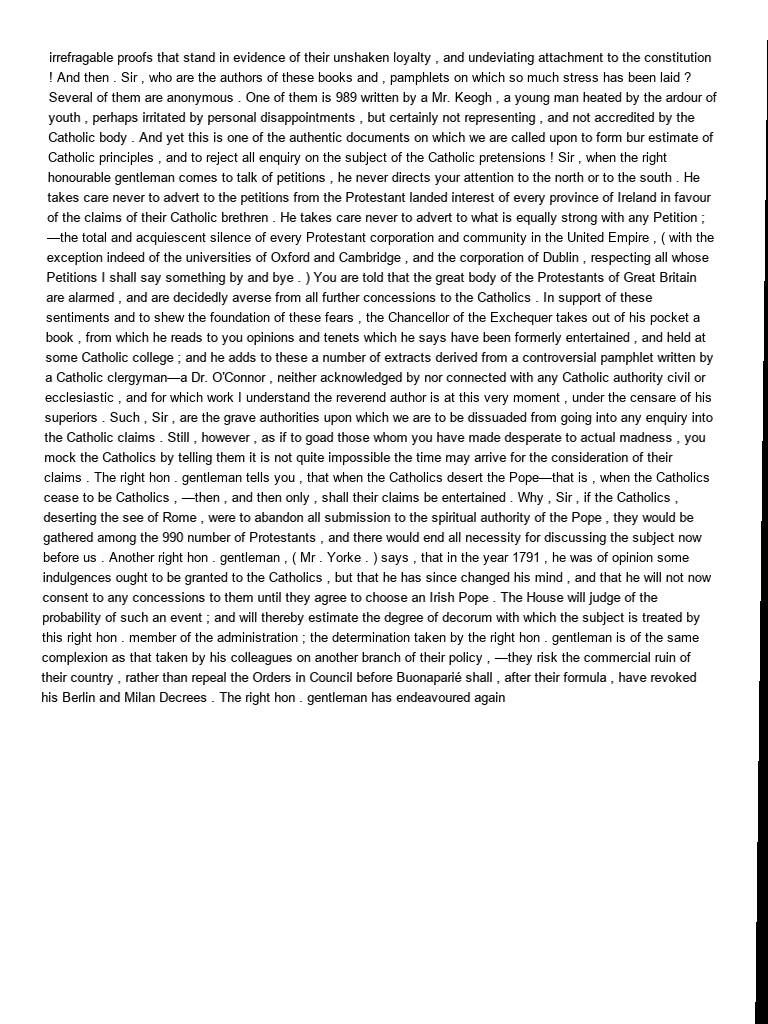 irrefragable proofs that stand in evidence of their unshaken loyalty , and undeviating attachment to the constitution
! And then . Sir , who are the authors of these books and , pamphlets on which so much stress has been laid ?
Several of them are anonymous . One of them is 989 written by a Mr. Keogh , a young man heated by the ardour of
youth , perhaps irritated by personal disappointments , but certainly not representing , and not accredited by the
Catholic body . And yet this is one of the authentic documents on which we are called upon to form bur estimate of
Catholic principles , and to reject all enquiry on the subject of the Catholic pretensions ! Sir , when the right
honourable gentleman comes to talk of petitions , he never directs your attention to the north or to the south . He
takes care never to advert to the petitions from the Protestant landed interest of every province of Ireland in favour
of the claims of their Catholic brethren . He takes care never to advert to what is equally strong with any Petition ;
—the total and acquiescent silence of every Protestant corporation and community in the United Empire , ( with the
exception indeed of the universities of Oxford and Cambridge , and the corporation of Dublin , respecting all whose
Petitions I shall say something by and bye . ) You are told that the great body of the Protestants of Great Britain
are alarmed , and are decidedly averse from all further concessions to the Catholics . In support of these
sentiments and to shew the foundation of these fears , the Chancellor of the Exchequer takes out of his pocket a
book , from which he reads to you opinions and tenets which he says have been formerly entertained , and held at
some Catholic college ; and he adds to these a number of extracts derived from a controversial pamphlet written by
a Catholic clergyman—a Dr. O'Connor , neither acknowledged by nor connected with any Catholic authority civil or
ecclesiastic , and for which work I understand the reverend author is at this very moment , under the censare of his
superiors . Such , Sir , are the grave authorities upon which we are to be dissuaded from going into any enquiry into
the Catholic claims . Still , however , as if to goad those whom you have made desperate to actual madness , you
mock the Catholics by telling them it is not quite impossible the time may arrive for the consideration of their
claims . The right hon . gentleman tells you , that when the Catholics desert the Pope—that is , when the Catholics
cease to be Catholics , —then , and then only , shall their claims be entertained . Why , Sir , if the Catholics ,
deserting the see of Rome , were to abandon all submission to the spiritual authority of the Pope , they would be
gathered among the 990 number of Protestants , and there would end all necessity for discussing the subject now
before us . Another right hon . gentleman , ( Mr . Yorke . ) says , that in the year 1791 , he was of opinion some
indulgences ought to be granted to the Catholics , but that he has since changed his mind , and that he will not now
consent to any concessions to them until they agree to choose an Irish Pope . The House will judge of the
probability of such an event ; and will thereby estimate the degree of decorum with which the subject is treated by
this right hon . member of the administration ; the determination taken by the right hon . gentleman is of the same
complexion as that taken by his colleagues on another branch of their policy , —they risk the commercial ruin of
their country , rather than repeal the Orders in Council before Buonaparié shall , after their formula , have revoked
his Berlin and Milan Decrees . The right hon . gentleman has endeavoured again